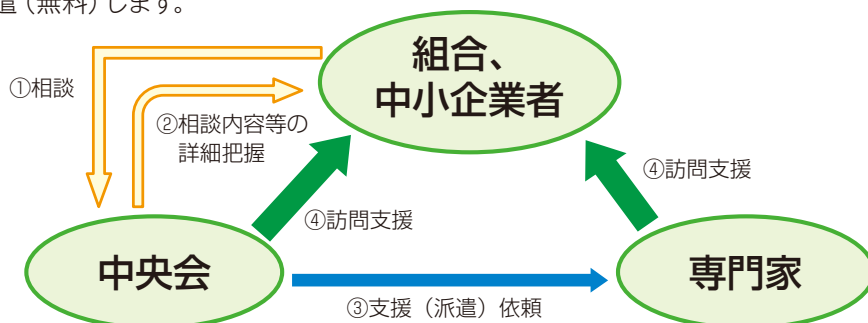 遣（無料）します。
組合、
中小企業者
①相談
②相談内容等の
詳細把握
④訪問支援
④訪問支援
中央会
専門家
③支援（派遣）依頼